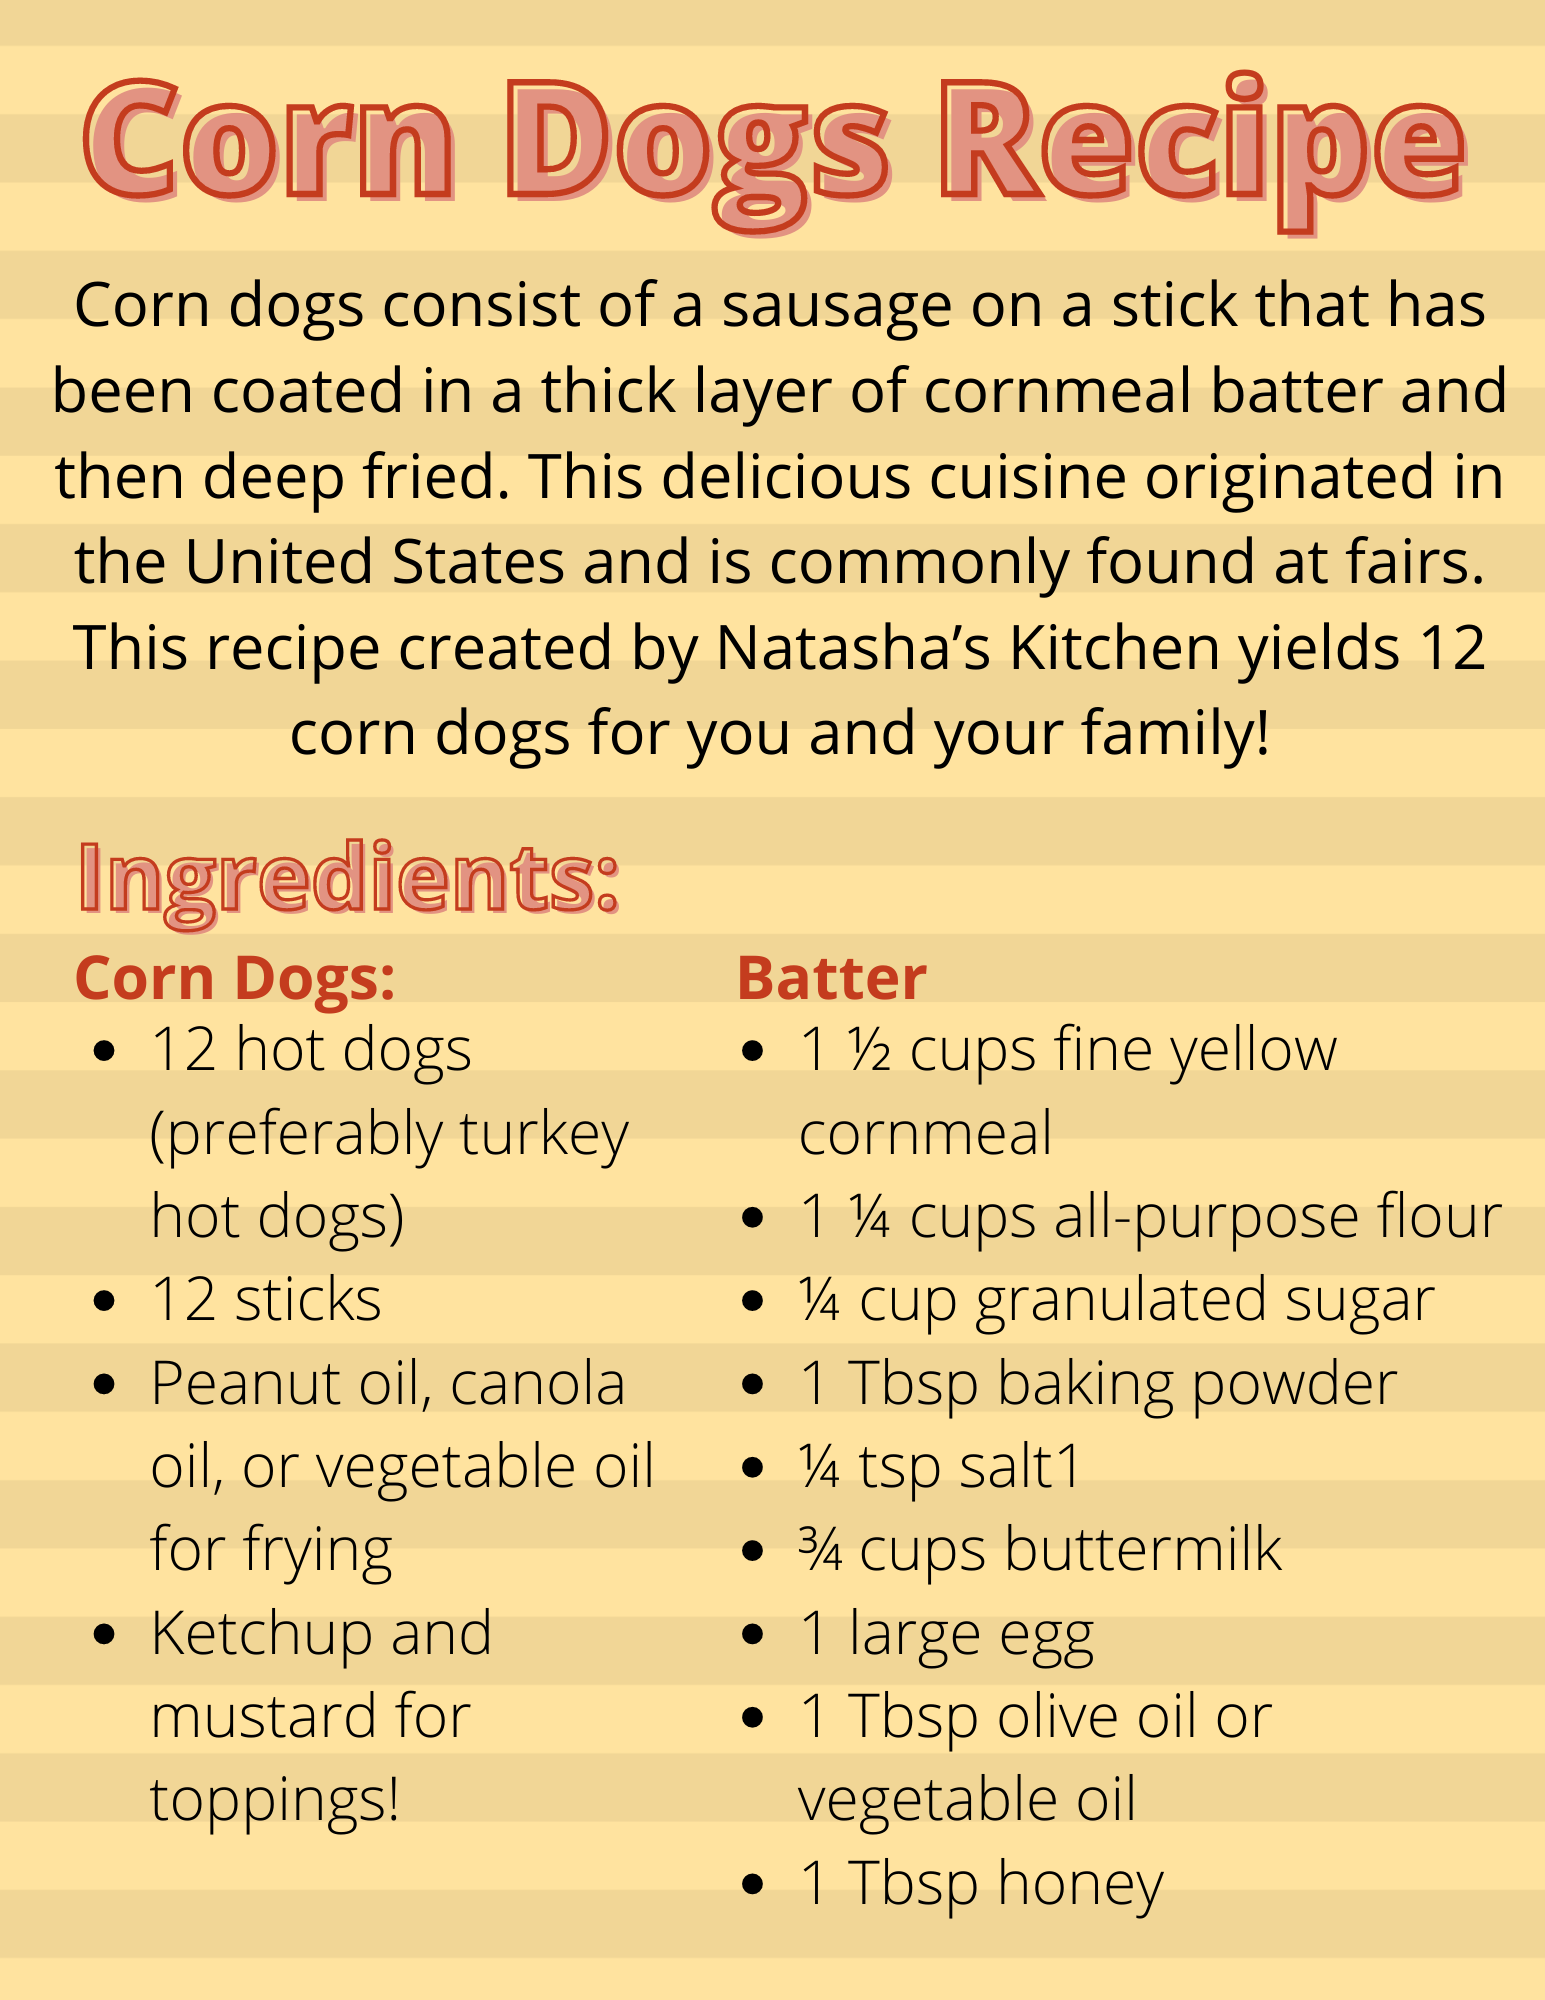 Corn Dogs Recipe
Corn dogs consist of a sausage on a stick that has
been coated in a thick layer of cornmeal batter and
then deep fried. This delicious cuisine originated in
the United States and is commonly found at fairs.
This recipe created by Natasha’s Kitchen yields 12
corn dogs for you and your family!
Ingredients:
Corn Dogs:
• 12 hot dogs
(preferably turkey
hot dogs)
• 12 sticks
• Peanut oil, canola
oil, or vegetable oil
for frying
• Ketchup and
mustard for
toppings!
Batter
• 1 ½ cups fine yellow
cornmeal
• 1 ¼ cups all-purpose flour
• ¼ cup granulated sugar
• 1 Tbsp baking powder
• ¼ tsp salt1
• ¾ cups buttermilk
• 1 large egg
• 1 Tbsp olive oil or
vegetable oil
• 1 Tbsp honey